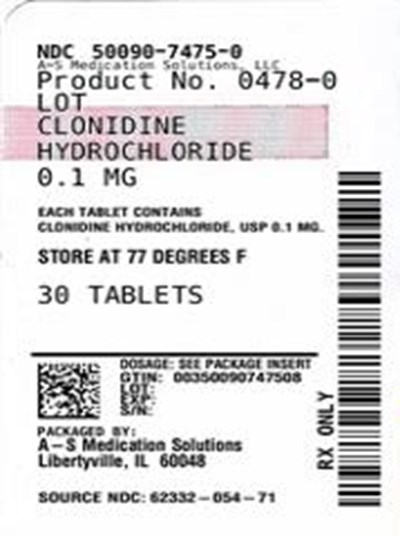 NDC 50090-7475-0
A-S Medication Solutions, LLC
Product No. 0478-0
LOT
CLONIDINE
HYDROCHLORIDE
0.1 MG
EACH TABLET CONTAINS
CLONIDINE HYDROCHLORIDE, USP 0.1 MG.
STORE AT 77 DEGREES F
30 TABLETS
DOSAGE: SEE PACKAGE INSERT
GTIN: 00350090747508
LOT:
EXP:
S/N:
PACKAGED BY:
A-S Medication Solutions
Libertyville, IL 60048
SOURCE NDC: 62332-054-71
RX ONLY